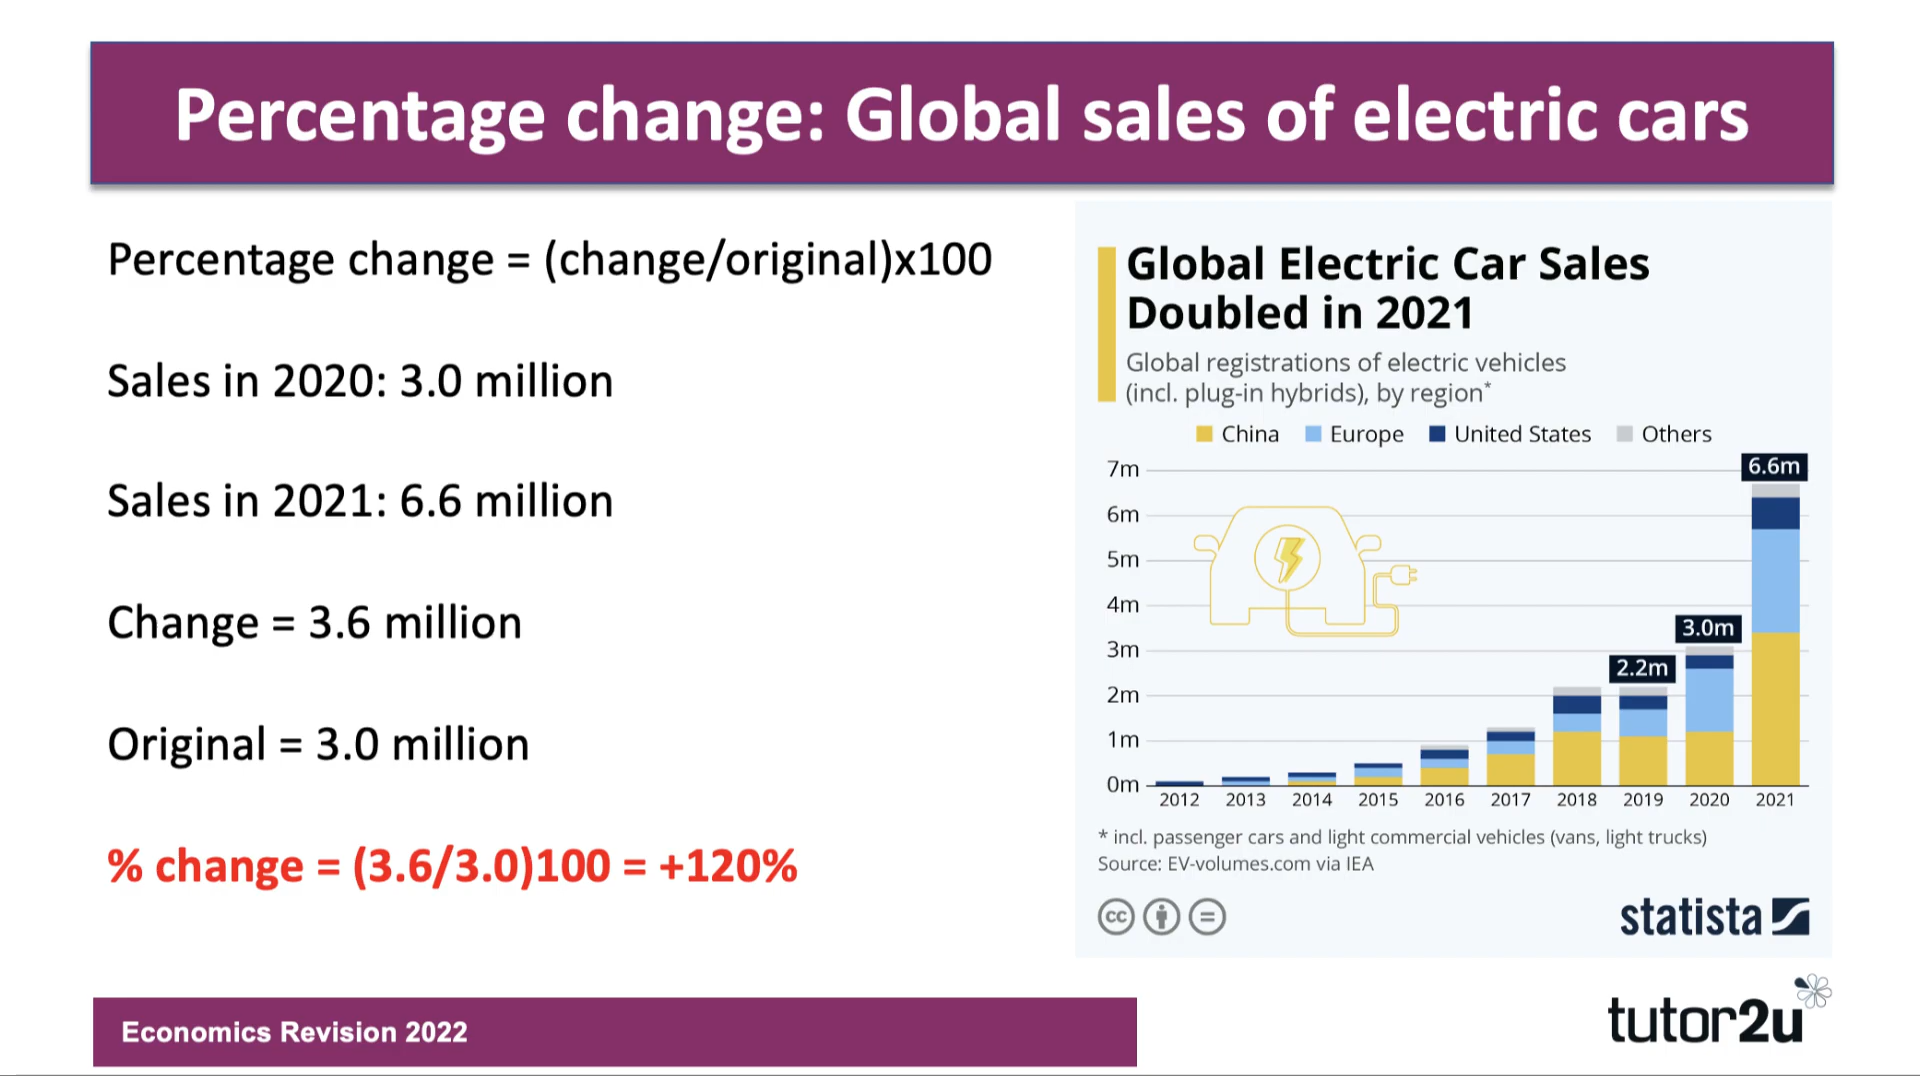 Percentage change: Global sales of electric cars
Percentage change = (change/original)x100
Sales in 2020: 3.0 million
Sales in 2021: 6.6 million
Change = 3.6 million
Original = 3.0 million
% change = (3.6/3.0)100 = +120%
Global Electric Car Sales
Doubled in 2021
Global registrations of electric vehicles
(incl. plug-in hybrids), by region*
China Europe United States Others
7m
6m
5m
4m
3m
2m
1m
0m
6.6m
3.0m
2.2m
2012 2013 2014 2015 2016 2017 2018 2019 2020 2021
* incl. passenger cars and light commercial vehicles (vans, light trucks)
Source: EV-volumes.com via IEA
cc
statista
Economics Revision 2022
tutor2u